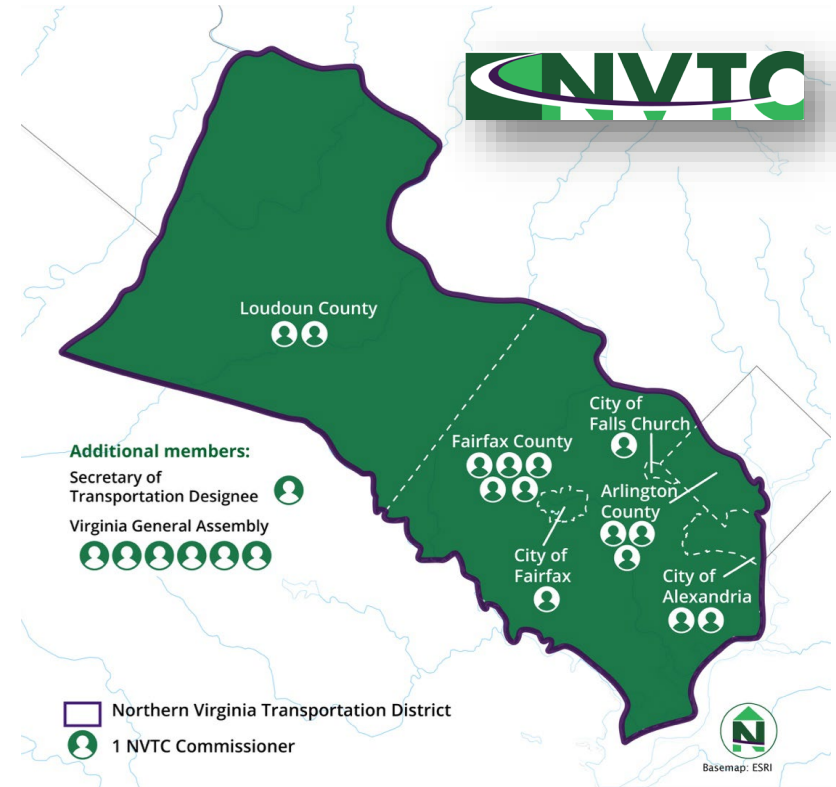 NVTC
Loudoun County
City of
Falls Church
Fairfax County
Arlington
County
City of
Fairfax
City of
Alexandria
Additional members:
Secretary of
Transportation Designee
Virginia General Assembly
Northern Virginia Transportation District
1 NVTC Commissioner
N
Basemap: ESRI